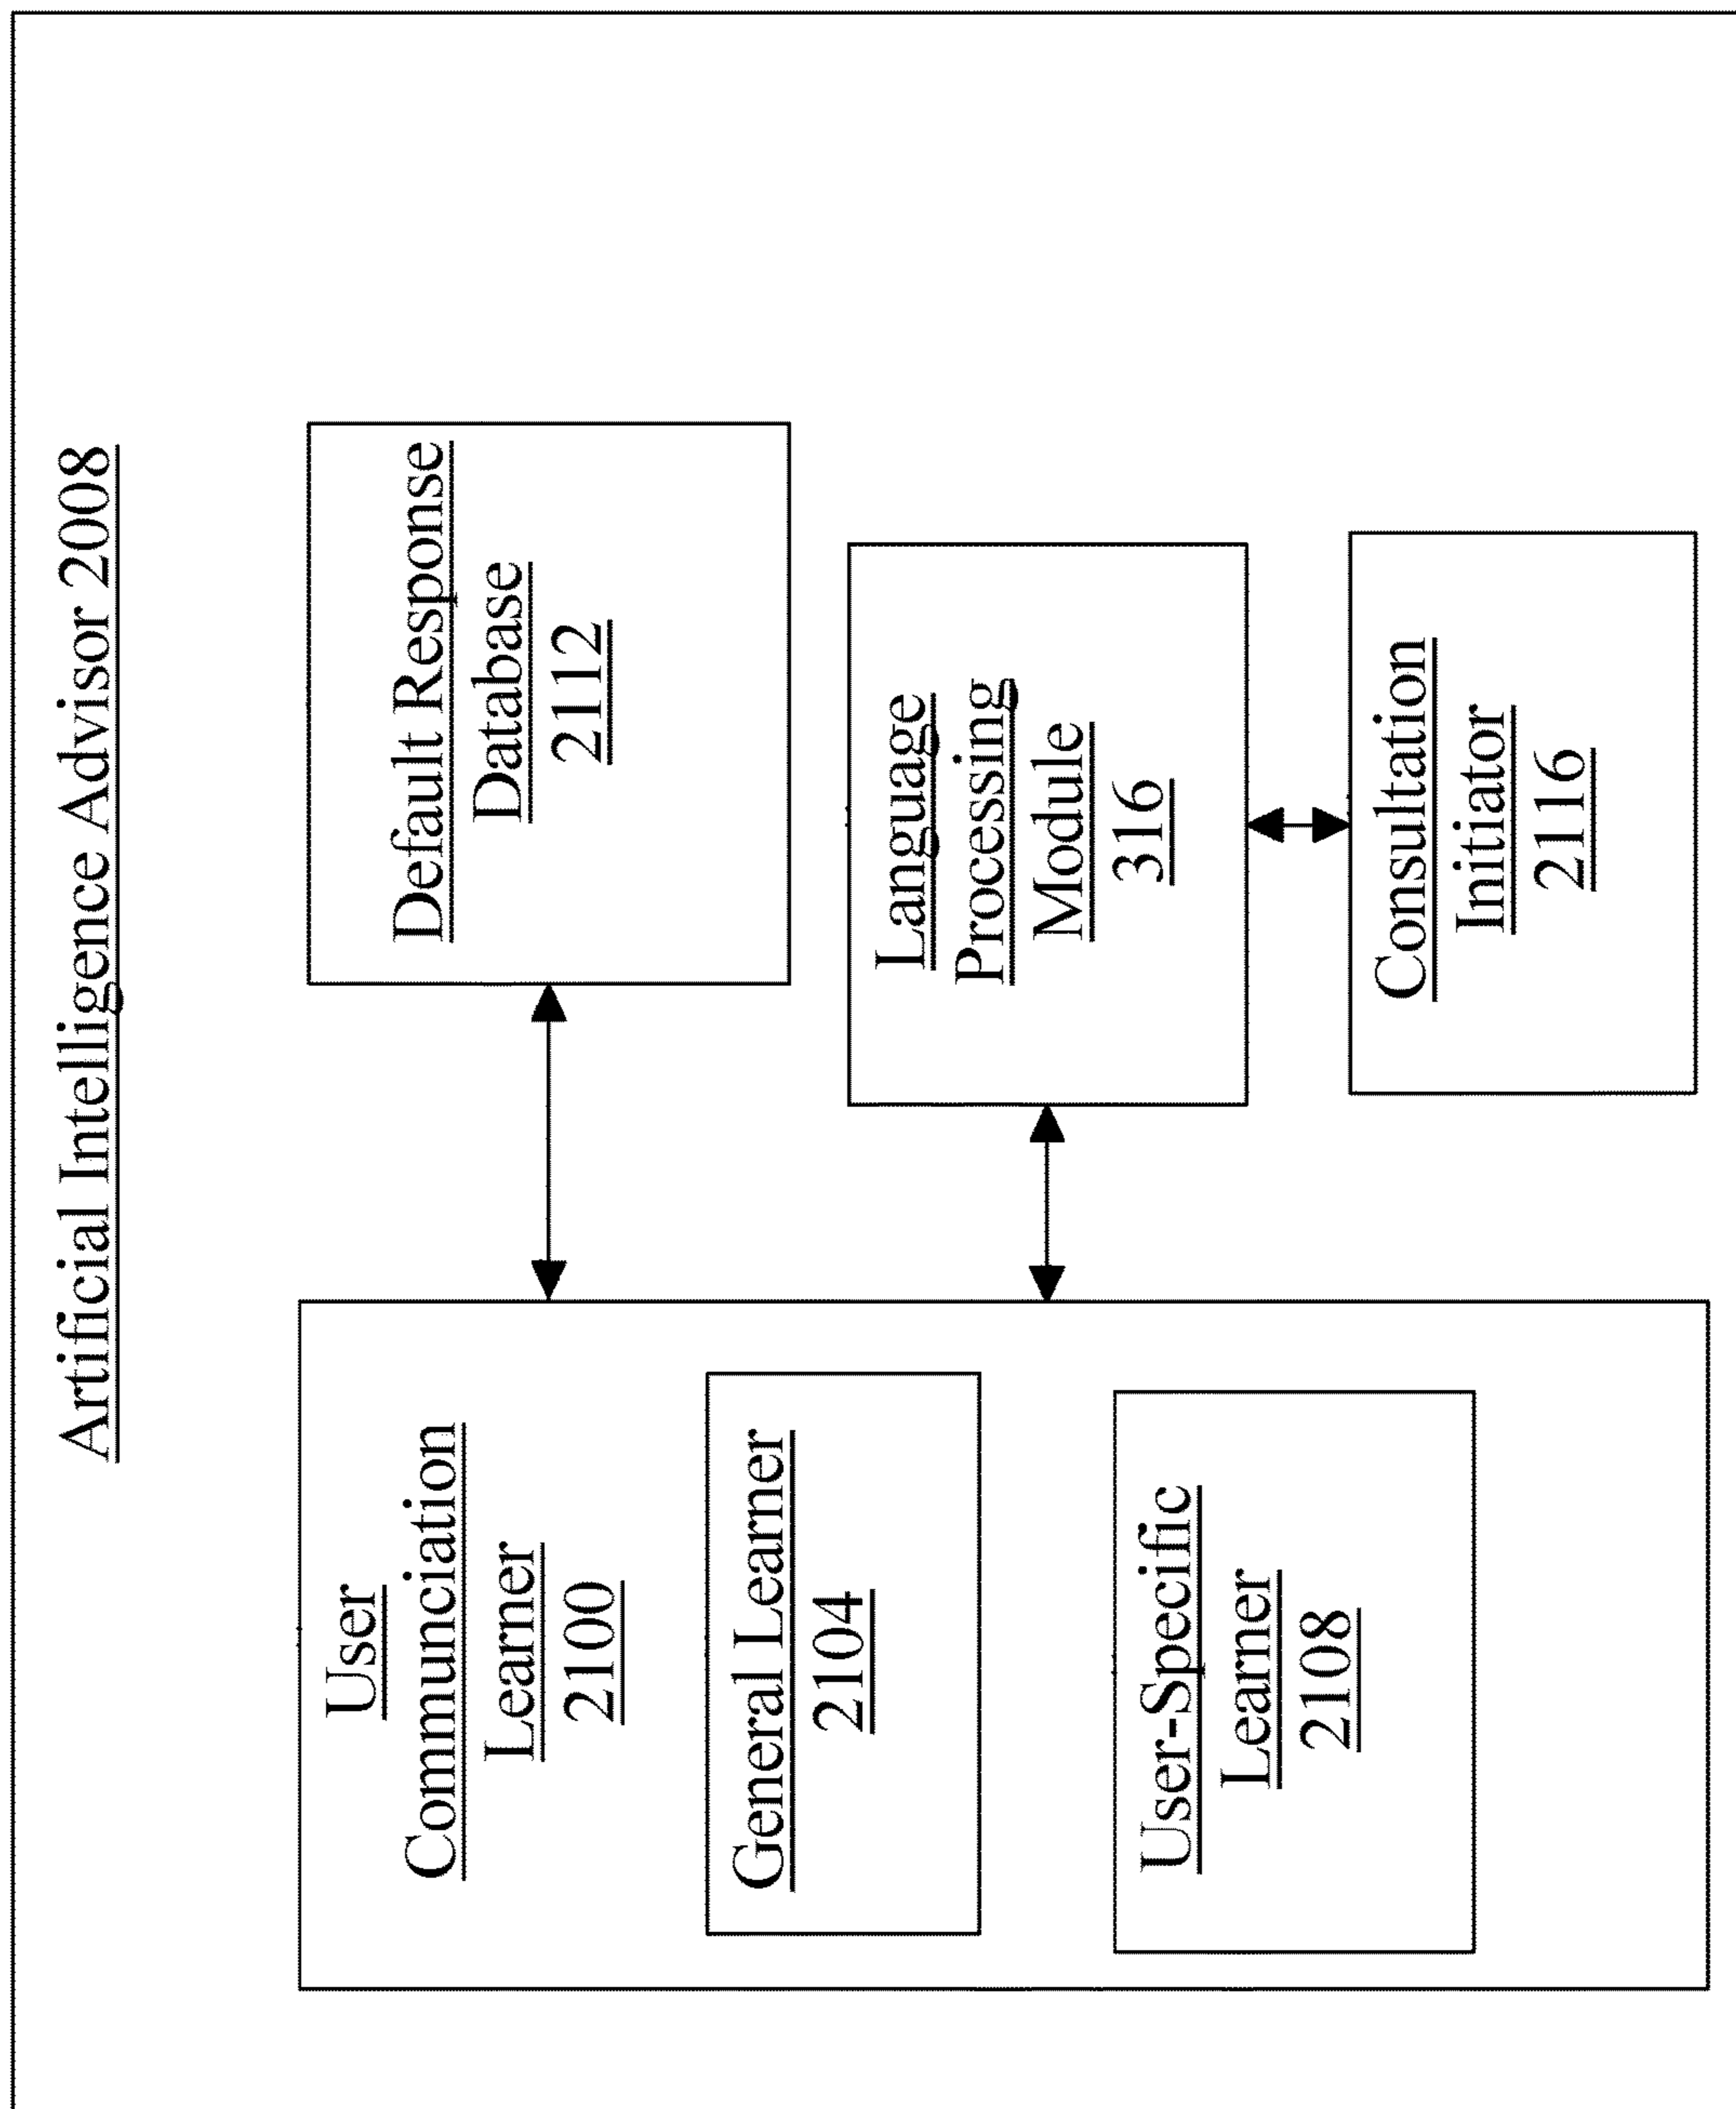 Artificial Intelligence Advisor 2008
User
Communciation
Learner
2100
General Learner
2104
User-Specific
Learner
2108
Default Response
Database
2112
Language
Processing
Module
316
Consultation
Initiator
2116